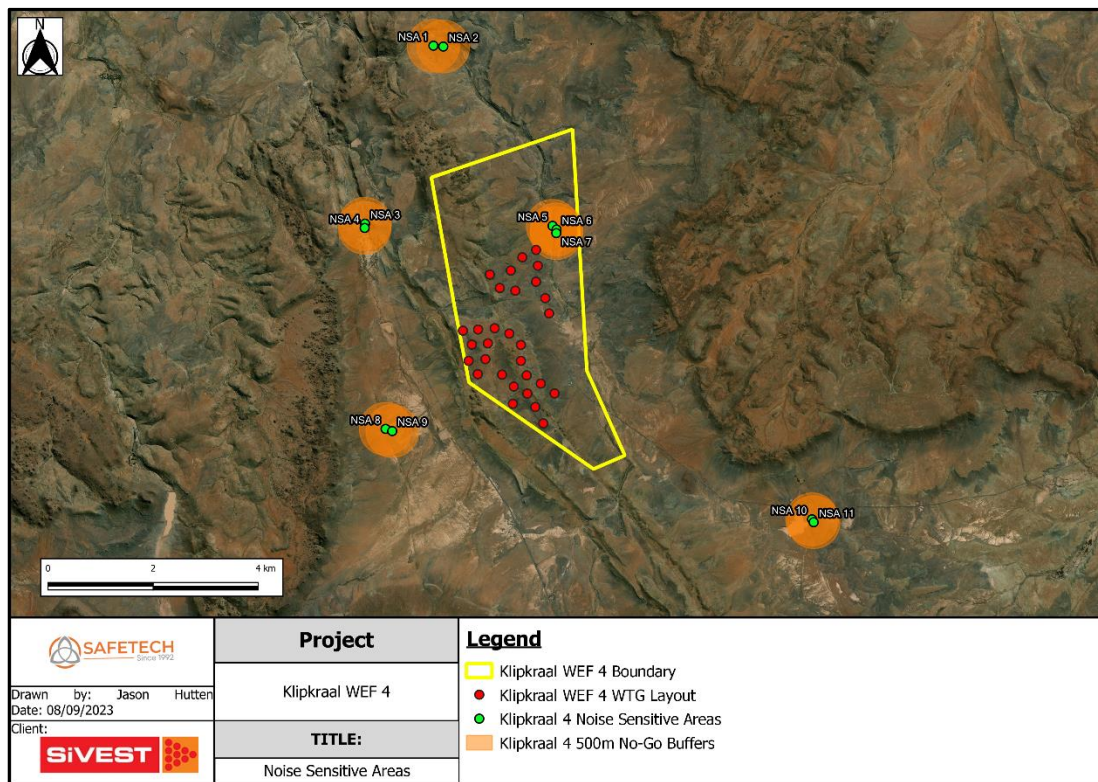 N
NSA 1
NSA 2
NSA 4
NSA 3
NSA 5
NSA 6
NSA 7
NSA 8
NSA 9
NSA 10
NSA 11
0 2 4 km
SAFETECH
Since 1992
Drawn by: Jason Hutten
Date: 08/09/2023
Client:
SiVEST
Project
Klipkraal WEF 4
TITLE:
Noise Sensitive Areas
Legend
Klipkraal WEF 4 Boundary
Klipkraal WEF 4 WTG Layout
Klipkraal 4 Noise Sensitive Areas
Klipkraal 4 500m No-Go Buffers